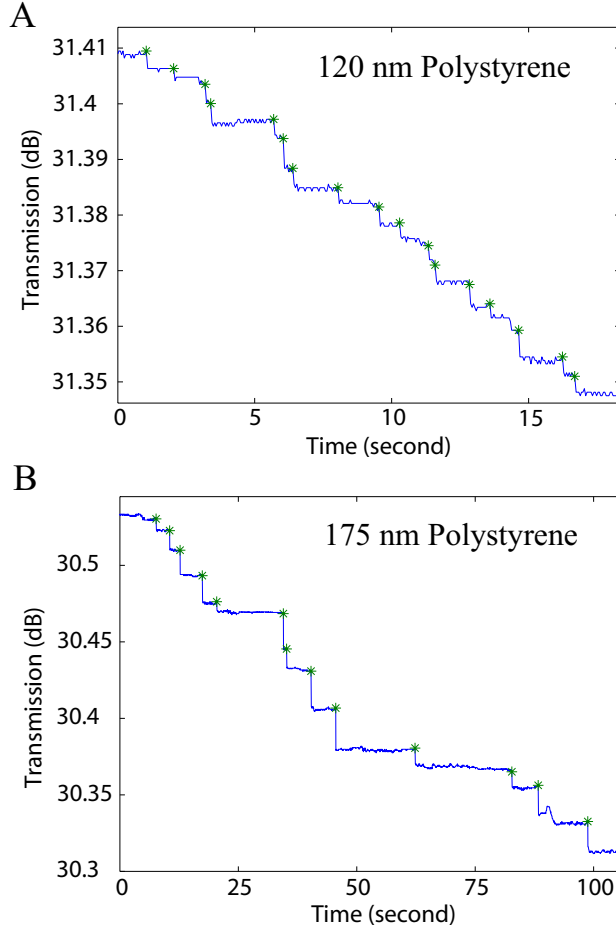 A
120 nm Polystyrene
31.41
31.4
31.39
31.38
31.37
31.36
31.35
Transmission (dB)
0
5
10
15
Time (second)
B
175 nm Polystyrene
30.5
30.45
30.4
30.35
30.3
Transmission (dB)
0
25
50
75
100
Time (second)